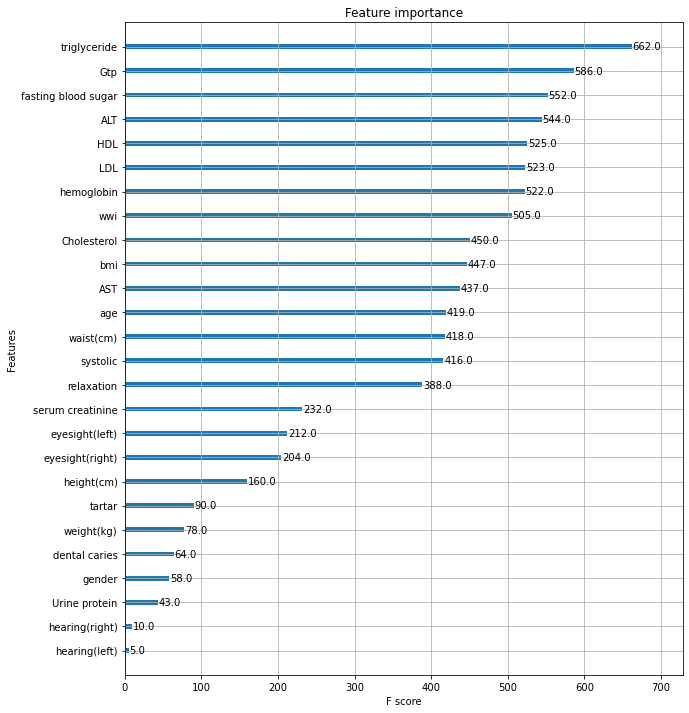 Feature importance
triglyceride 662.0
Gtp 586.0
fasting blood sugar 552.0
ALT 544.0
HDL 525.0
LDL 523.0
hemoglobin 522.0
wwi 505.0
Cholesterol 450.0
bmi 447.0
AST 437.0
age 419.0
waist(cm) 418.0
systolic 416.0
relaxation 388.0
serum creatinine 232.0
eyesight(left) 212.0
eyesight(right) 204.0
height(cm) 160.0
tartar 90.0
weight(kg) 78.0
dental caries 64.0
gender 58.0
Urine protein 43.0
hearing(right) 10.0
hearing(left) 5.0
Features
0 100 200 300 400 500 600 700
F score